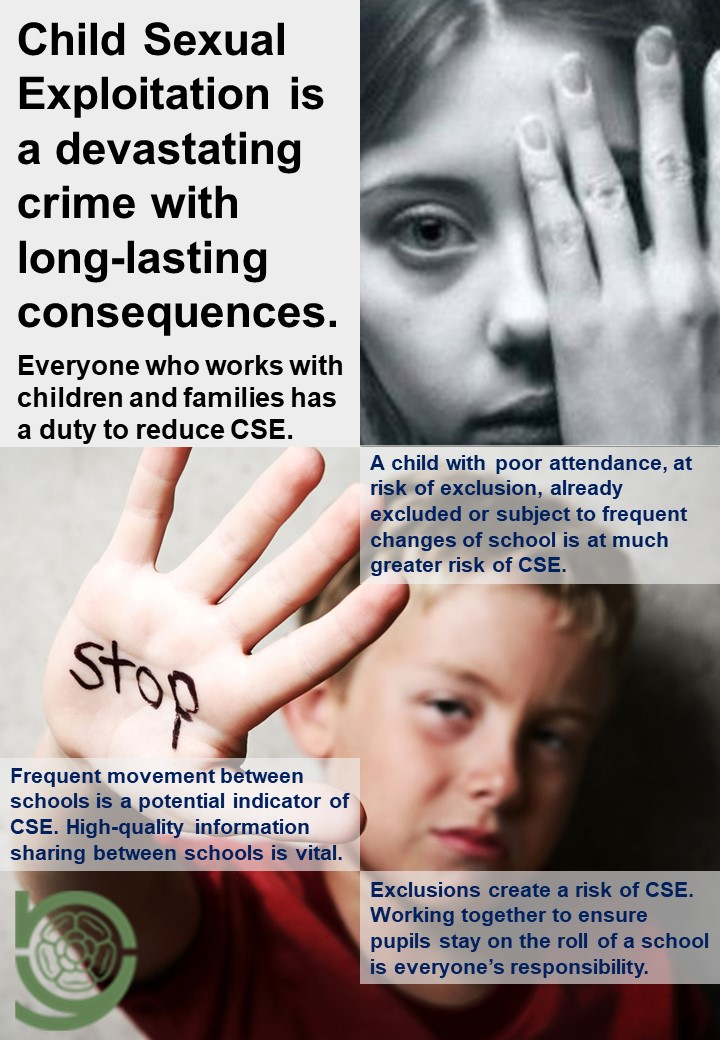 Child Sexual
Exploitation is
a devastating
crime with
long-lasting
consequences.
Everyone who works with
children and families has
a duty to reduce CSE.
A child with poor attendance, at
risk of exclusion, already
excluded or subject to frequent
changes of school is at much
greater risk of CSE.
stop
Frequent movement between
schools is a potential indicator of
CSE. High-quality information
sharing between schools is vital.
Exclusions create a risk of CSE.
Working together to ensure
pupils stay on the roll of a school
is everyone’s responsibility.